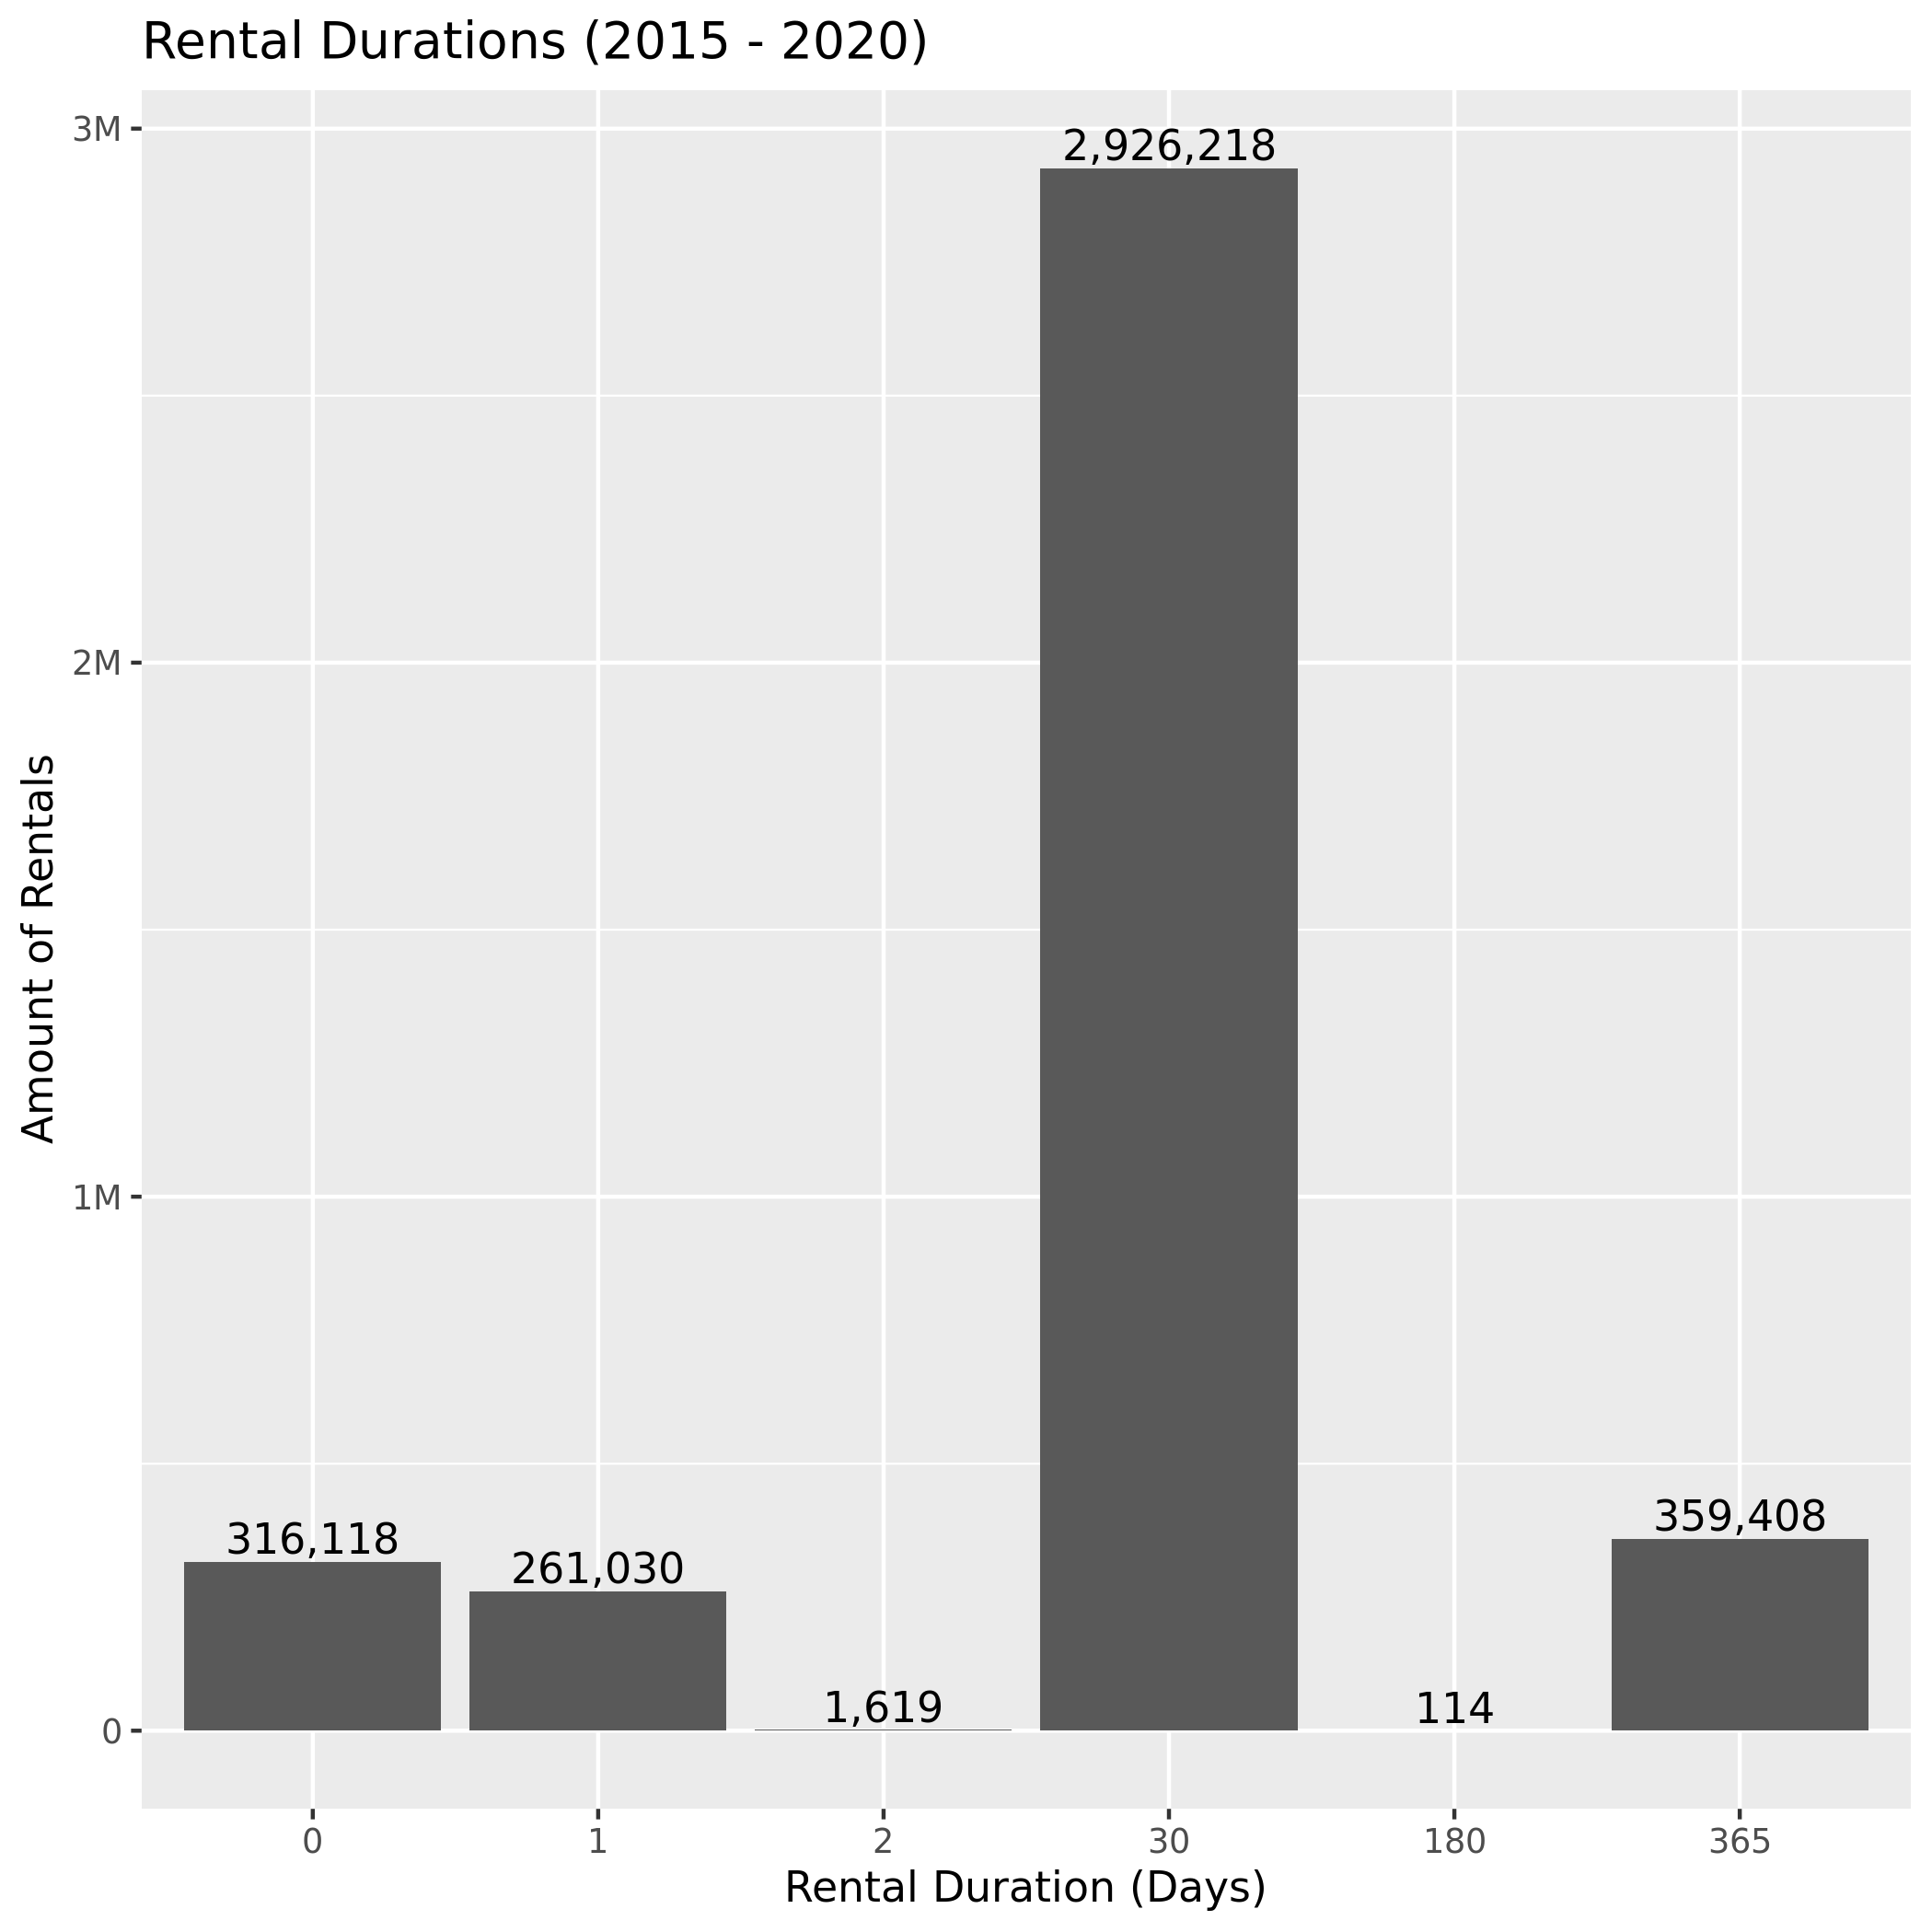 Rental Durations (2015 - 2020)
3M
2,926,218
2M
Amount of Rentals
1M
316,118
261,030
1,619
114
359,408
0
0 1 2 30 180 365
Rental Duration (Days)